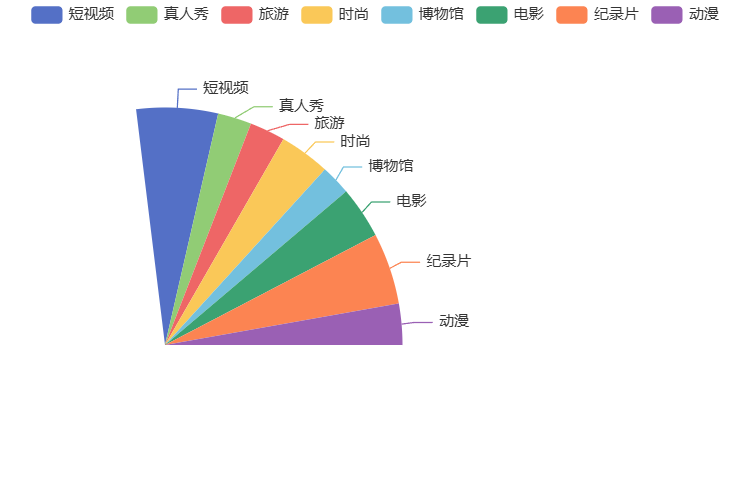 短视频 真人秀 旅游 时尚 博物馆 电影 纪录片 动漫
短视频
真人秀
旅游
时尚
博物馆
电影
纪录片
动漫